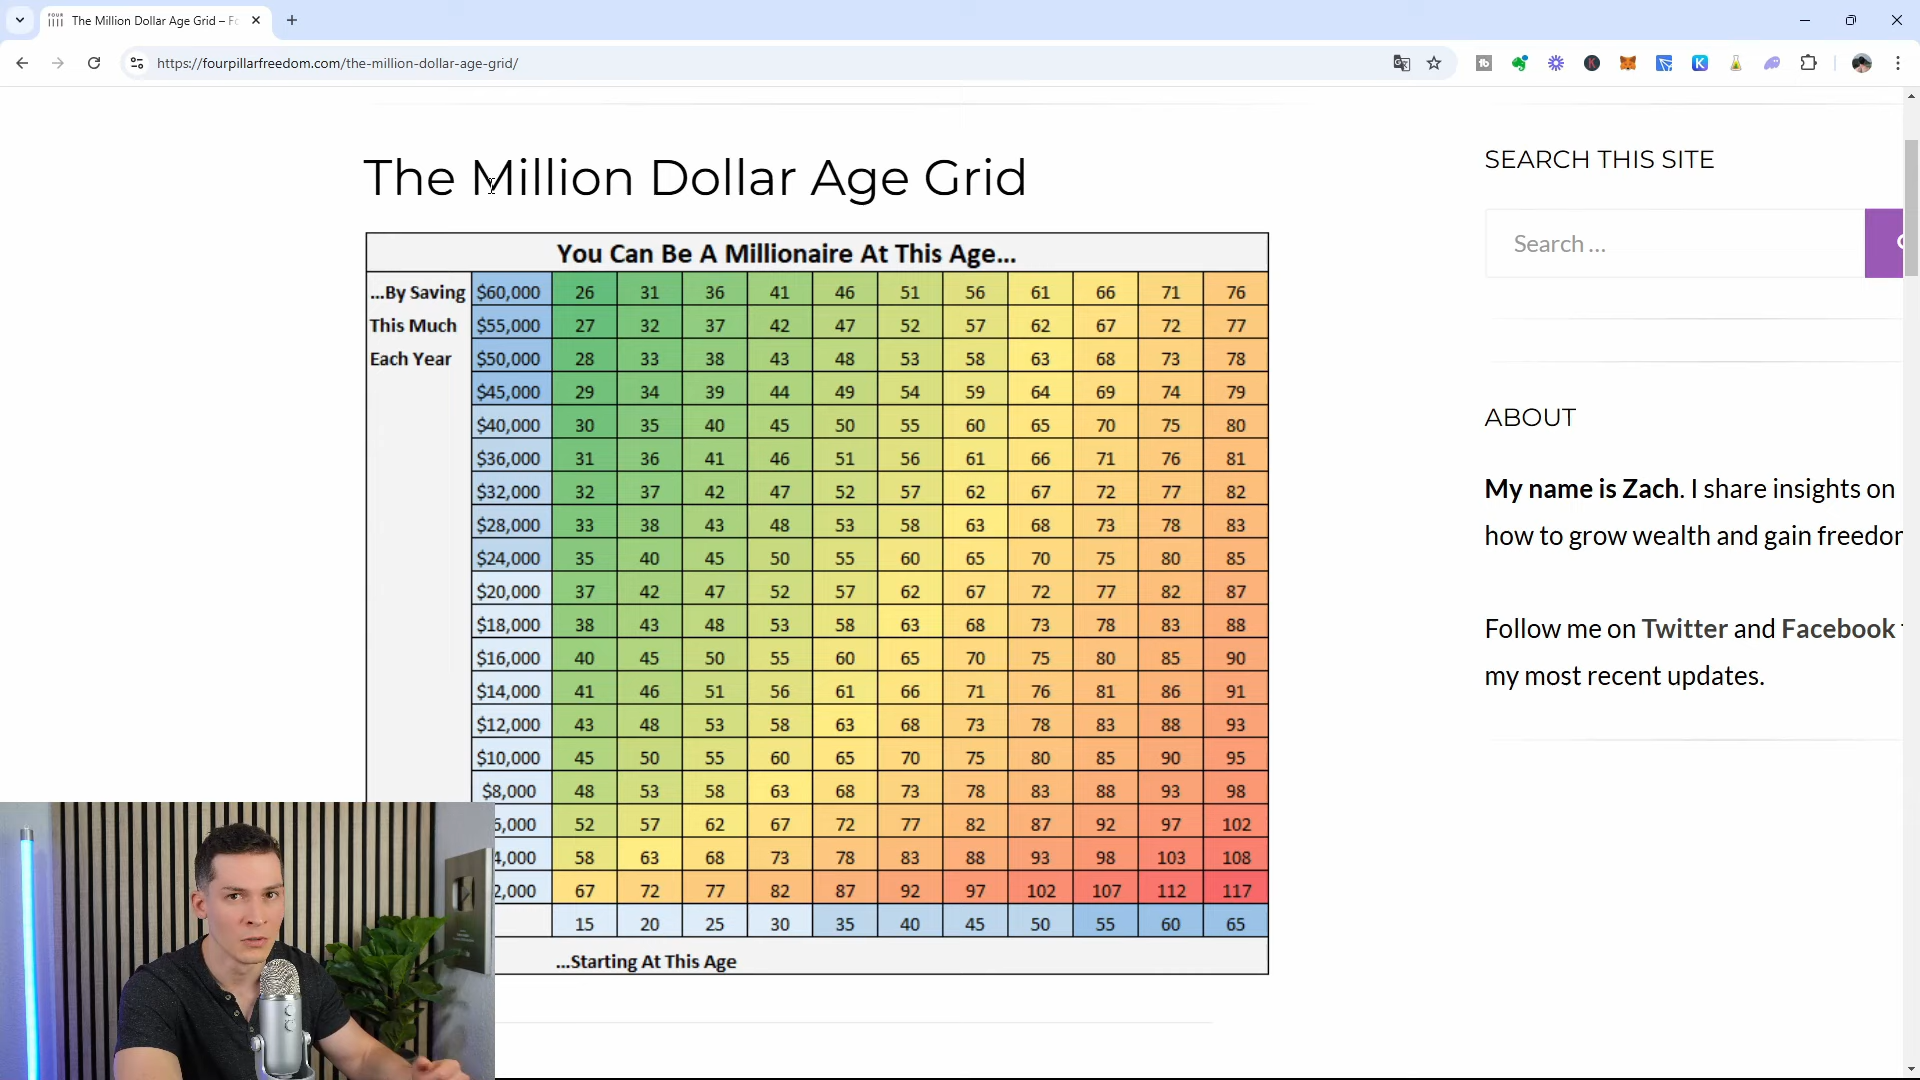 The Million Dollar Age Grid – Fo
https://fourpillarfreedom.com/the-million-dollar-age-grid/
The Million Dollar Age Grid
You Can Be A Millionaire At This Age...
...By Saving $60,000 26 31 36 41 46 51 56 61 66 71 76
This Much $55,000 27 32 37 42 47 52 57 62 67 72 77
Each Year $50,000 28 33 38 43 48 53 58 63 68 73 78
$45,000 29 34 39 44 49 54 59 64 69 74 79
$40,000 30 35 40 45 50 55 60 65 70 75 80
$36,000 31 36 41 46 51 56 61 66 71 76 81
$32,000 32 37 42 47 52 57 62 67 72 77 82
$28,000 33 38 43 48 53 58 63 68 73 78 83
$24,000 35 40 45 50 55 60 65 70 75 80 85
$20,000 37 42 47 52 57 62 67 72 77 82 87
$18,000 38 43 48 53 58 63 68 73 78 83 88
$16,000 40 45 50 55 60 65 70 75 80 85 90
$14,000 41 46 51 56 61 66 71 76 81 86 91
$12,000 43 48 53 58 63 68 73 78 83 88 93
$10,000 45 50 55 60 65 70 75 80 85 90 95
$8,000 48 53 58 63 68 73 78 83 88 93 98
6,000 52 57 62 67 72 77 82 87 92 97 102
4,000 58 63 68 73 78 83 88 93 98 103 108
2,000 67 72 77 82 87 92 97 102 107 112 117
15 20 25 30 35 40 45 50 55 60 65
...Starting At This Age
SEARCH THIS SITE
Search ...
ABOUT
My name is Zach. I share insights on
how to grow wealth and gain freedom
Follow me on Twitter and Facebook
my most recent updates.